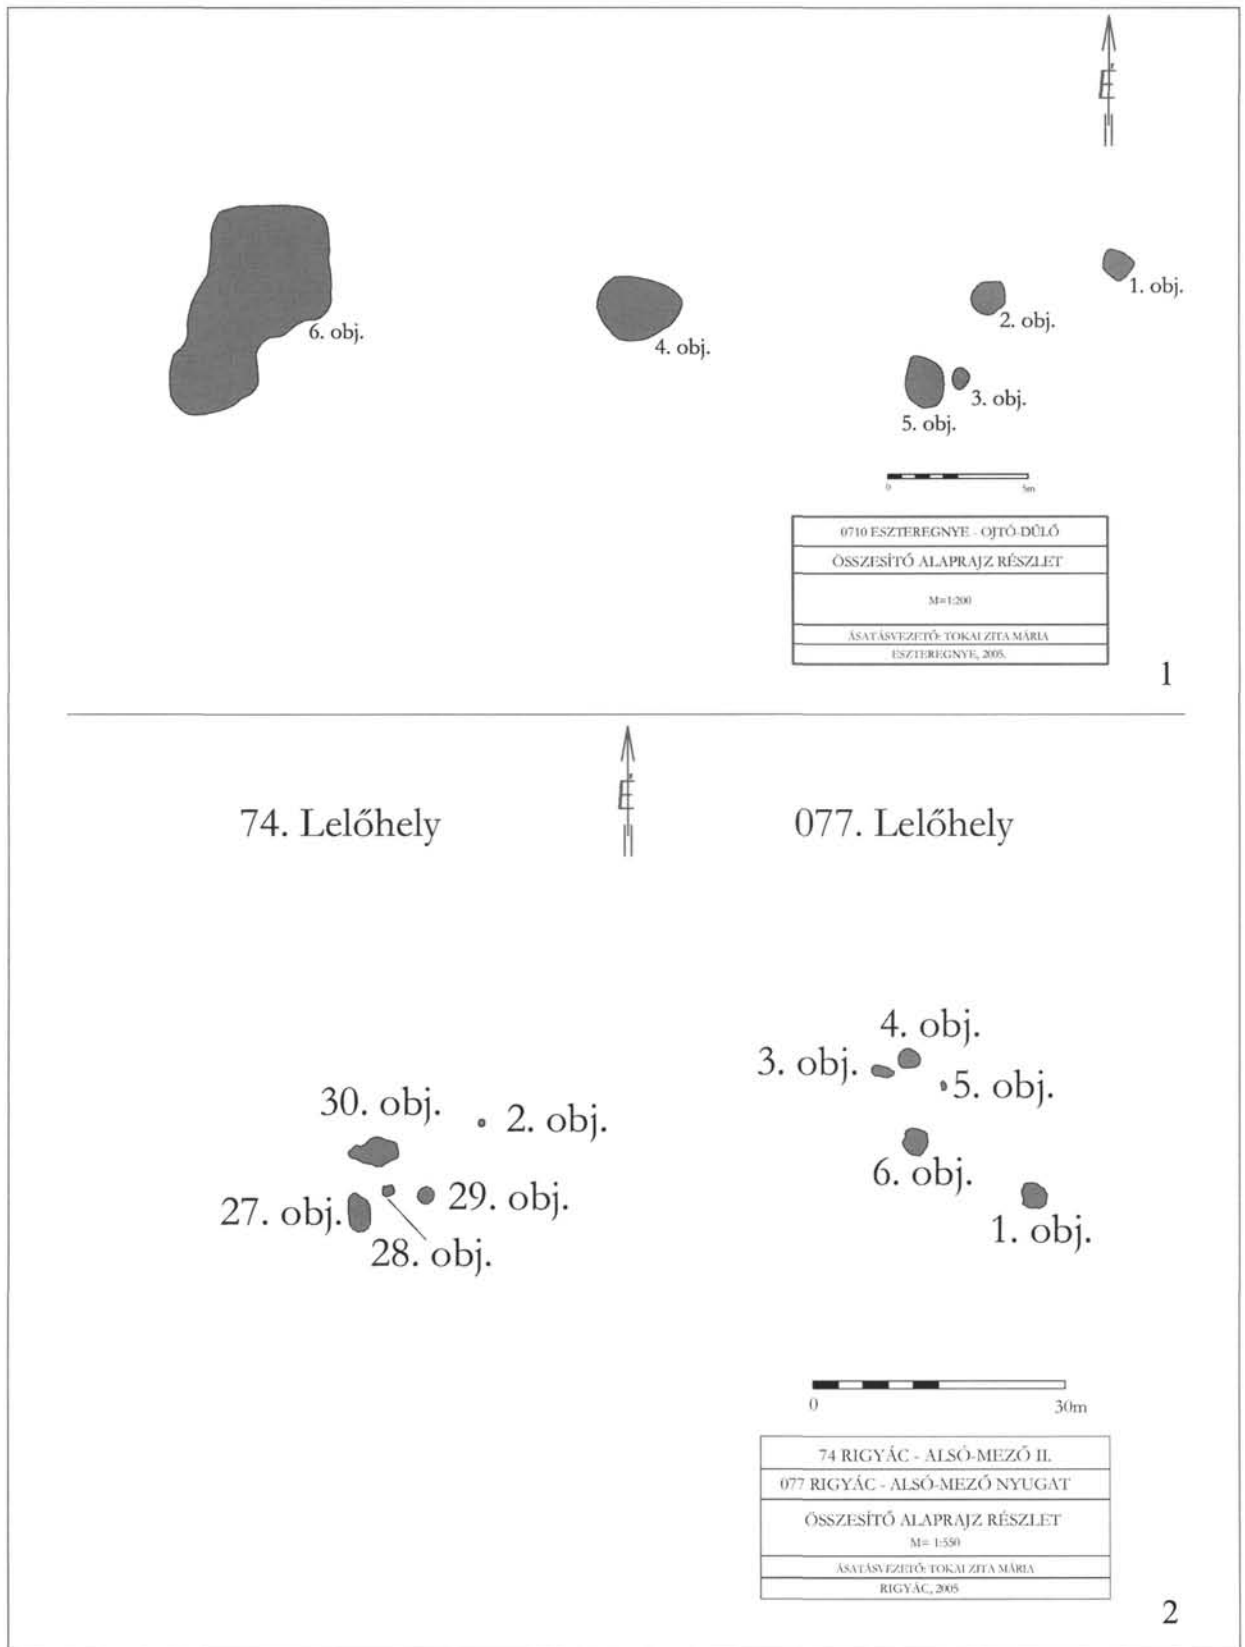 É
1. obj.
2. obj.
6. obj.
4. obj.
3. obj.
5. obj.
0 5m
0710 ESZTEREGNYE - OJTÓ-DŰLŐ
ÖSSZESÍTŐ ALAPRAJZ RÉSZLET
M=1:200
ÁSATÁSVEZETŐ: TOKAI ZITA MÁRIA
ESZTEREGNYE, 2005.
1
É
74. Lelőhely
077. Lelőhely
4. obj.
3. obj.
5. obj.
30. obj.
2. obj.
6. obj.
27. obj.
29. obj.
28. obj.
1. obj.
0 30m
74 RIGYÁC - ALSÓ-MEZŐ II.
077 RIGYÁC - ALSÓ-MEZŐ NYUGAT
ÖSSZESÍTŐ ALAPRAJZ RÉSZLET
M= 1:550
ÁSATÁSVEZETŐ: TOKAI ZITA MÁRIA
RIGYÁC, 2005
2